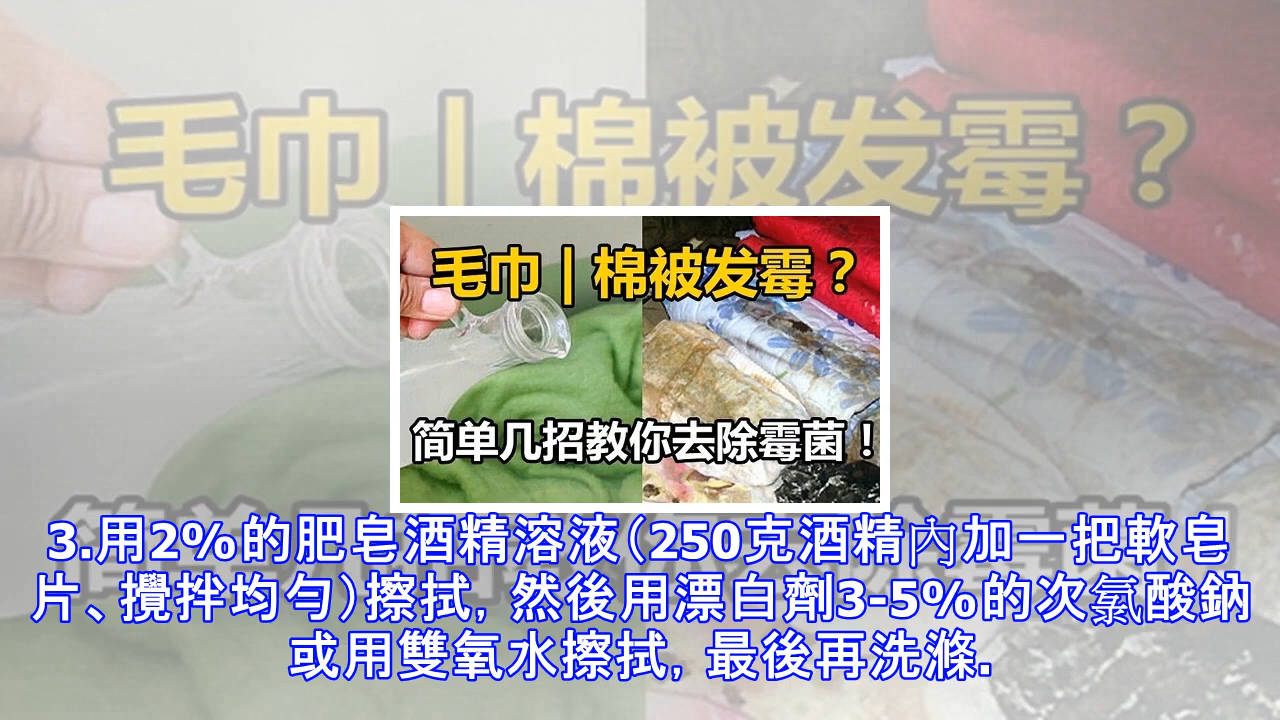 毛巾｜棉被发霉？
毛巾｜棉被发霉？
简单几招教你去除霉菌！
3.用2%的肥皂酒精溶液（250克酒精內加一把軟皂
片、攪拌均勻）擦拭, 然後用漂白劑3-5%的次氯酸鈉
或用雙氧水擦拭, 最後再洗滌.